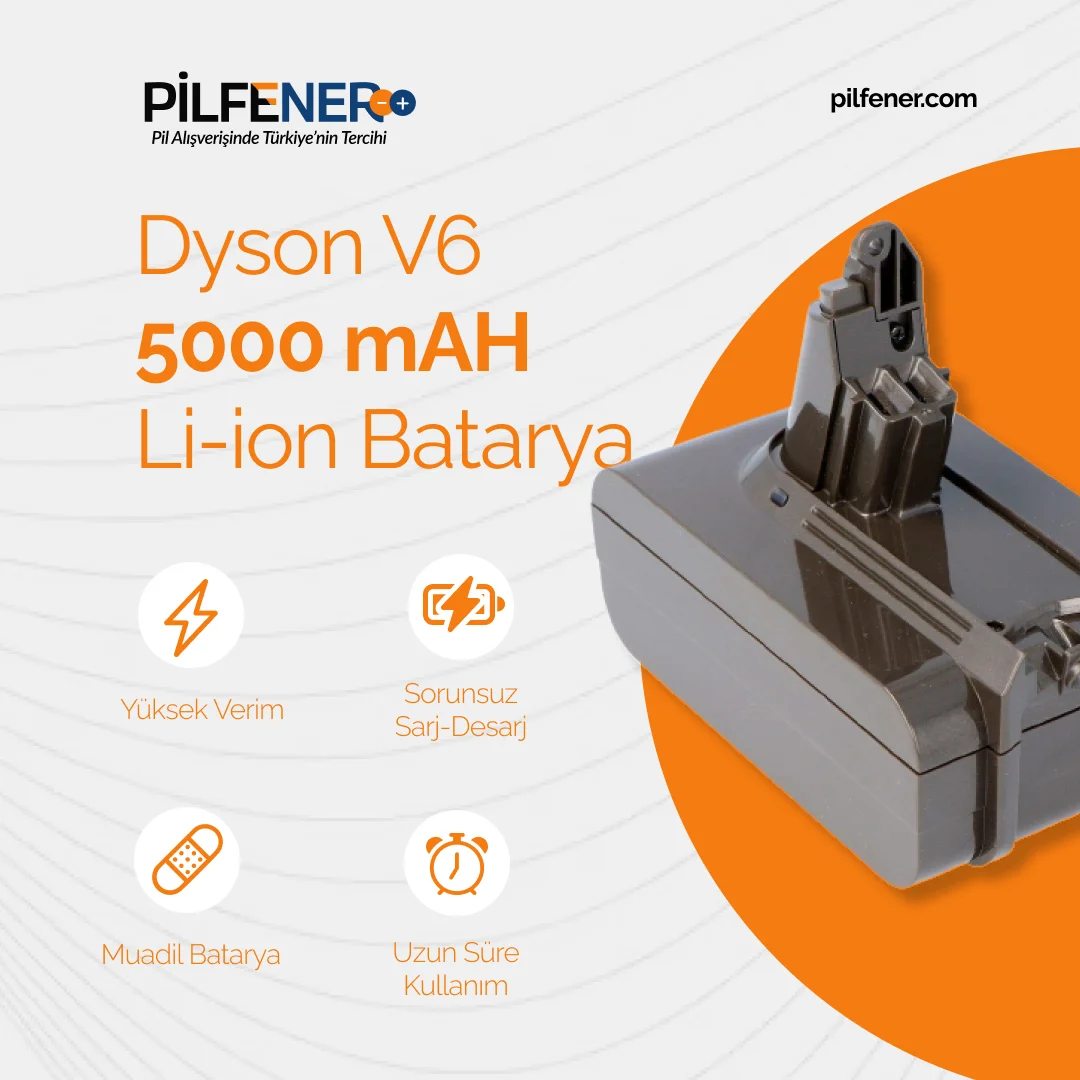 PİLFENER
pilfener.com
Pil Alışverişinde Türkiye'nin Tercihi
Dyson V6
5000 mAH
Li-ion Batarya
Yüksek Verim
Sorunsuz
Sarj-Desarj
Muadil Batarya
Uzun Süre
Kullanım